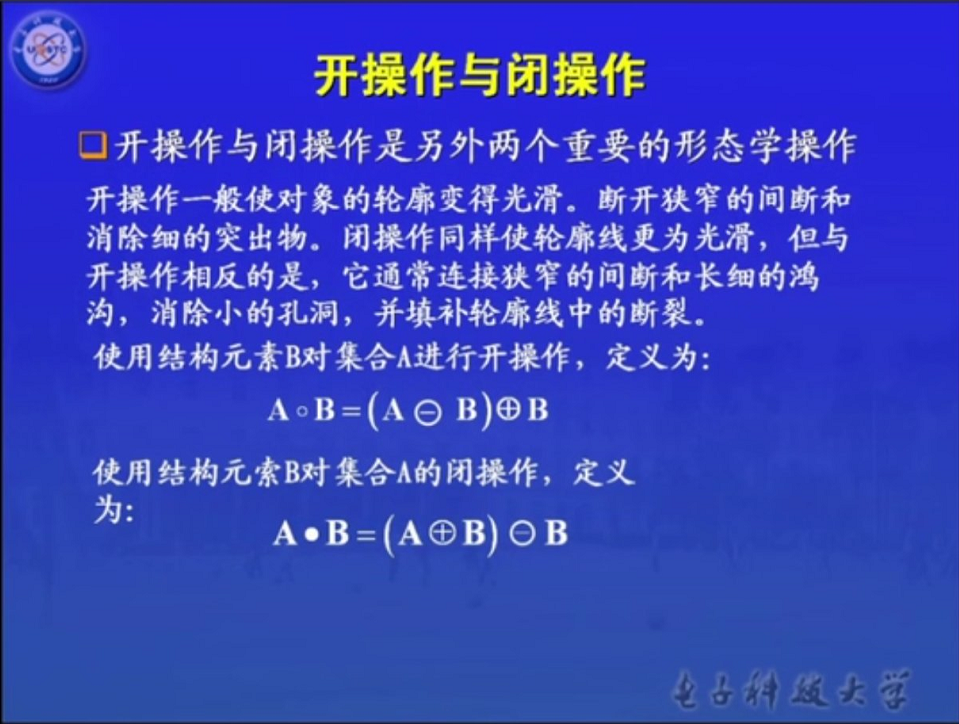 开操作与闭操作
开操作与闭操作是另外两个重要的形态学操作
开操作一般使对象的轮廓变得光滑。断开狭窄的间断和
消除细的突出物。闭操作同样使轮廓线更为光滑，但与
开操作相反的是，它通常连接狭窄的间断和长细的鸿
沟，消除小的孔洞，并填补轮廓线中的断裂。
使用结构元素B对集合A进行开操作，定义为：
A∘B=(A ⊖ B)⊕B
使用结构元索B对集合A的闭操作，定义
为：
A•B=(A⊕B)⊖B
电子科技大学